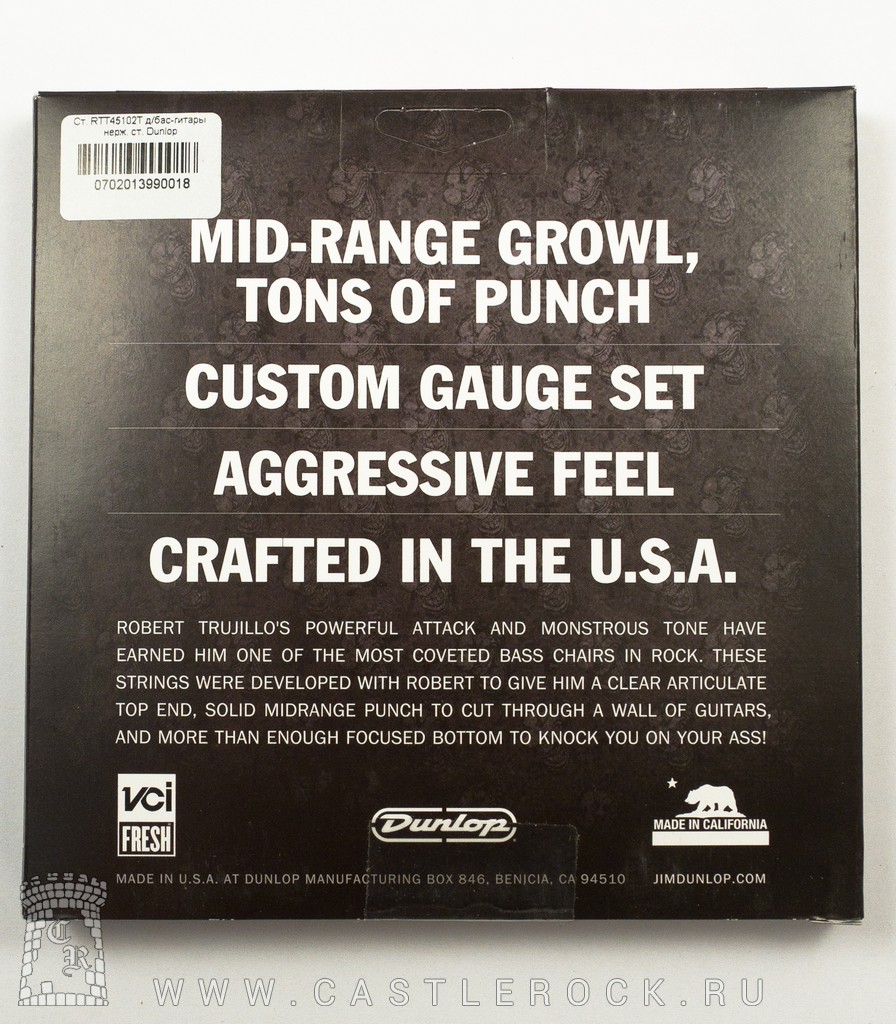 Ст. RTT45102T д/бас-гитары
нерж. ст. Dunlop
0702013990018
MID-RANGE GROWL,
TONS OF PUNCH
CUSTOM GAUGE SET
AGGRESSIVE FEEL
CRAFTED IN THE U.S.A.
ROBERT TRUJILLO'S POWERFUL ATTACK AND MONSTROUS TONE HAVE
EARNED HIM ONE OF THE MOST COVETED BASS CHAIRS IN ROCK. THESE
STRINGS WERE DEVELOPED WITH ROBERT TO GIVE HIM A CLEAR ARTICULATE
TOP END, SOLID MIDRANGE PUNCH TO CUT THROUGH A WALL OF GUITARS,
AND MORE THAN ENOUGH FOCUSED BOTTOM TO KNOCK YOU ON YOUR ASS!
VCi
FRESH
Dunlop
MADE IN CALIFORNIA
MADE IN U.S.A. AT DUNLOP MANUFACTURING BOX 846, BENICIA, CA 94510
JIMDUNLOP.COM
CR
WWW.CASTLEROCK.RU